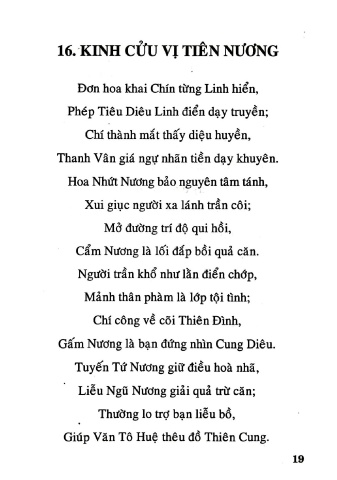 16. KINH CỬU VỊ TIÊN NƯƠNG
Đơn hoa khai Chín từng Linh hiển,
Phép Tiêu Diêu Linh điển dạy truyền;
Chí thành mắt thấy diệu huyền,
Thanh Vân giá ngự nhãn tiền dạy khuyên.
Hoa Nhứt Nương bảo nguyên tâm tánh,
Xui giục người xa lánh trần côi;
Mở đường trí độ qui hồi,
Cẩm Nương là lối đắp bồi quả căn.
Người trần khổ như lằn điển chớp,
Mảnh thân phàm là lớp tội tình;
Chí công về cõi Thiên Đình,
Gấm Nương là bạn đứng nhìn Cung Diêu.
Tuyến Tứ Nương giữ điều hoà nhã,
Liễu Ngũ Nương giải quả trừ căn;
Thường lo trợ bạn liễu bồ,
Giúp Văn Tô Huệ thêu đồ Thiên Cung.
19